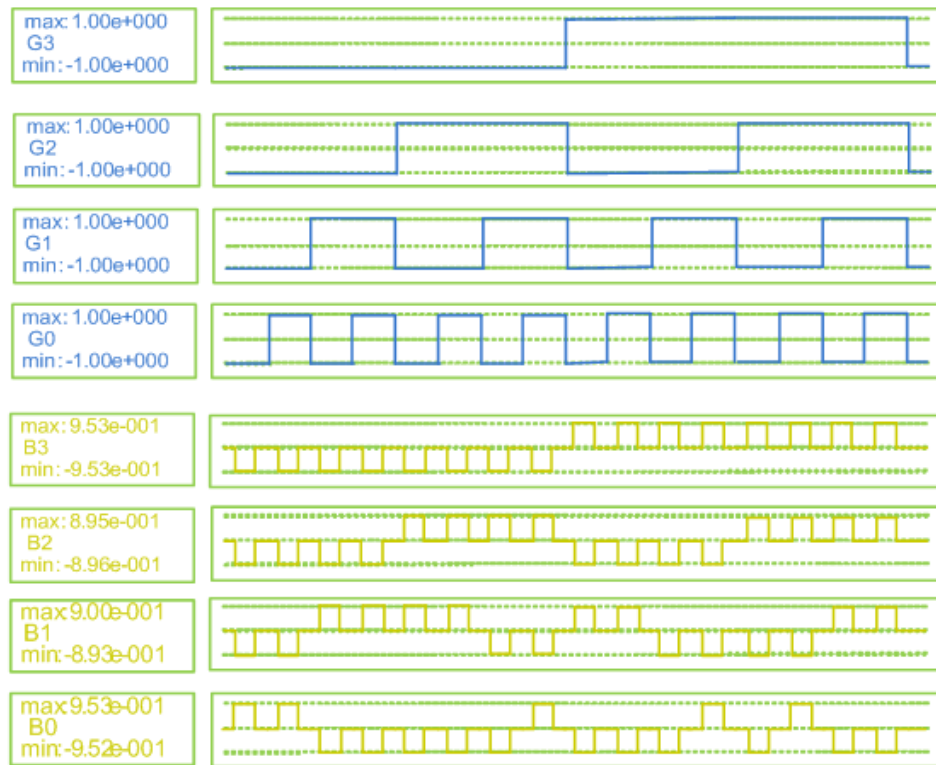 max: 1.00e+000
G3
min: -1.00e+000
max: 1.00e+000
G2
min: -1.00e+000
max: 1.00e+000
G1
min: -1.00e+000
max: 1.00e+000
G0
min: -1.00e+000
max: 9.53e-001
B3
min: -9.53e-001
max: 8.95e-001
B2
min: -8.96e-001
max: 9.00e-001
B1
min: -8.93e-001
max: 9.53e-001
B0
min: -9.52e-001